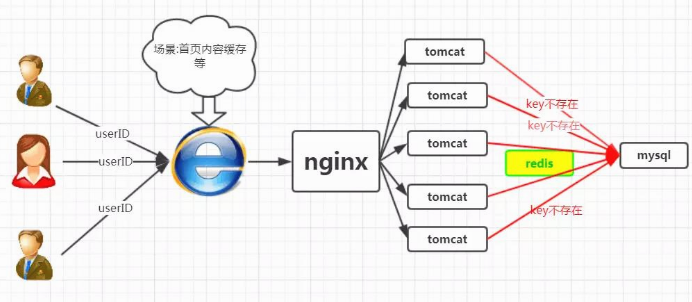 场景:首页内容缓存
等
userID
userID
userID
nginx
tomcat
tomcat
tomcat
tomcat
tomcat
key不存在
key不存在
redis
key不存在
mysql